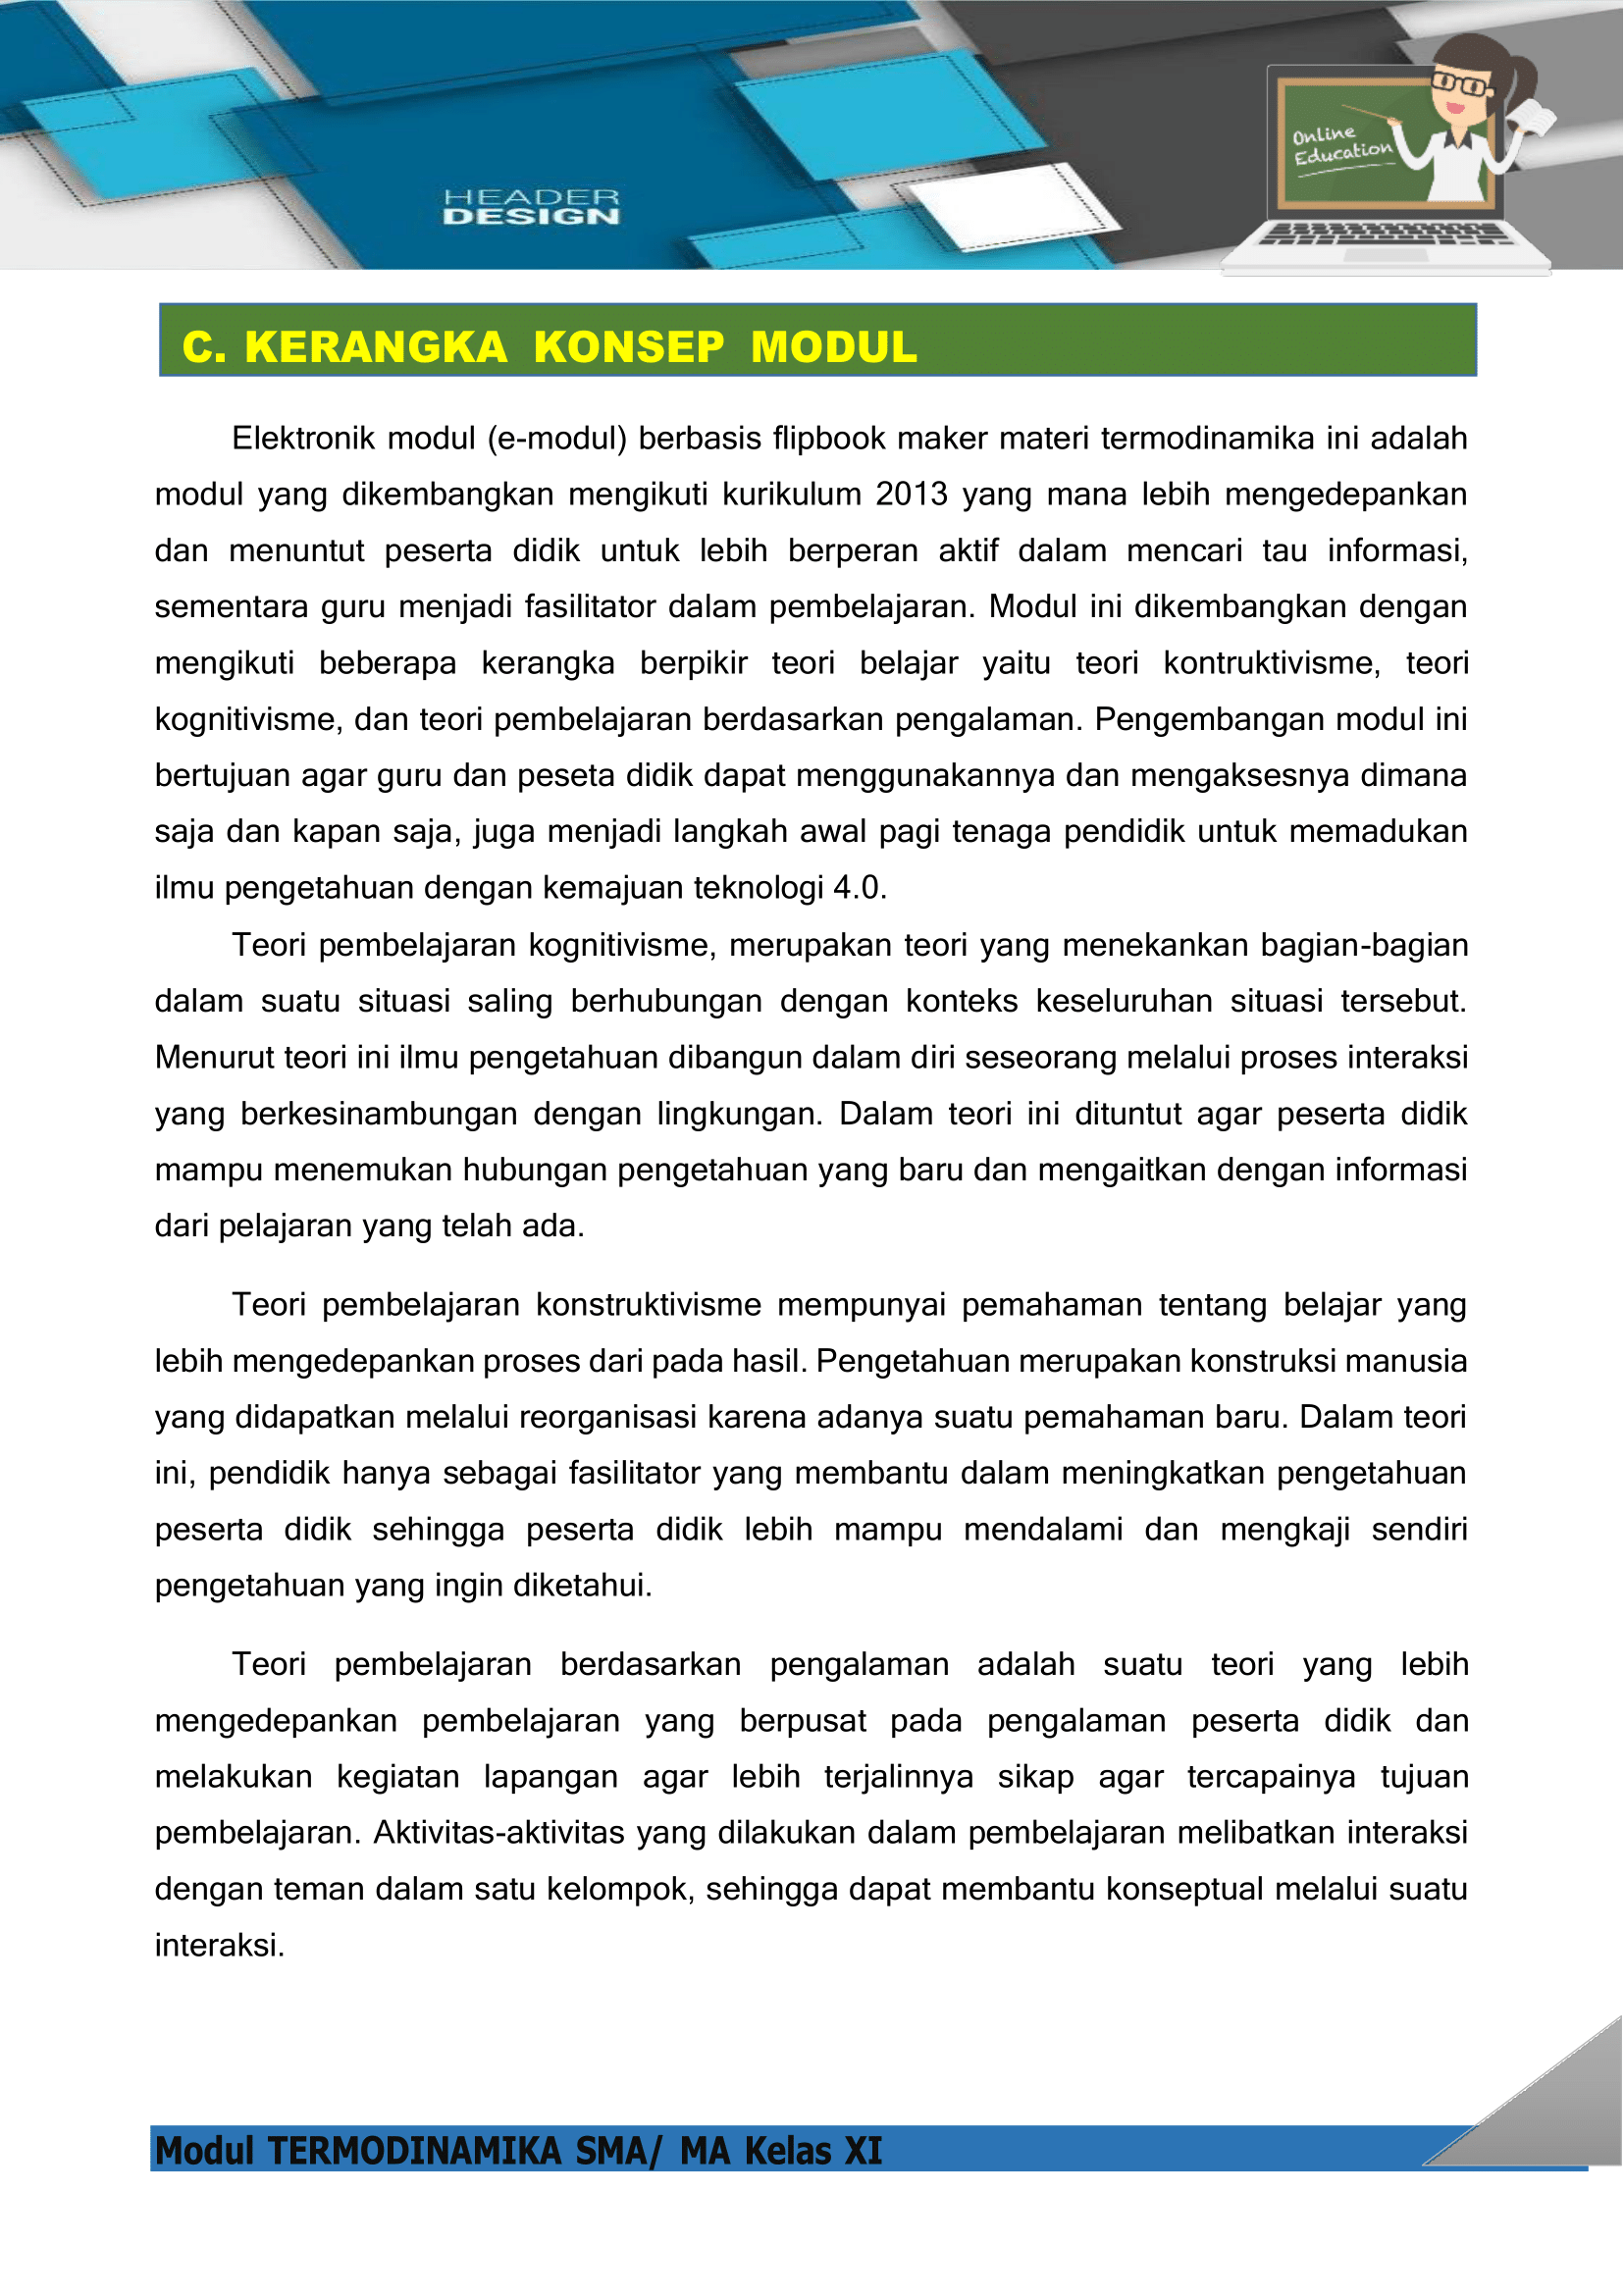 HEADER
DESIGN
Online
Education
C. KERANGKA KONSEP MODUL
Elektronik modul (e-modul) berbasis flipbook maker materi termodinamika ini adalah
modul yang dikembangkan mengikuti kurikulum 2013 yang mana lebih mengedepankan
dan menuntut peserta didik untuk lebih berperan aktif dalam mencari tau informasi,
sementara guru menjadi fasilitator dalam pembelajaran. Modul ini dikembangkan dengan
mengikuti beberapa kerangka berpikir teori belajar yaitu teori kontruktivisme, teori
kognitivisme, dan teori pembelajaran berdasarkan pengalaman. Pengembangan modul ini
bertujuan agar guru dan peseta didik dapat menggunakannya dan mengaksesnya dimana
saja dan kapan saja, juga menjadi langkah awal pagi tenaga pendidik untuk memadukan
ilmu pengetahuan dengan kemajuan teknologi 4.0.
Teori pembelajaran kognitivisme, merupakan teori yang menekankan bagian-bagian
dalam suatu situasi saling berhubungan dengan konteks keseluruhan situasi tersebut.
Menurut teori ini ilmu pengetahuan dibangun dalam diri seseorang melalui proses interaksi
yang berkesinambungan dengan lingkungan. Dalam teori ini dituntut agar peserta didik
mampu menemukan hubungan pengetahuan yang baru dan mengaitkan dengan informasi
dari pelajaran yang telah ada.
Teori pembelajaran konstruktivisme mempunyai pemahaman tentang belajar yang
lebih mengedepankan proses dari pada hasil. Pengetahuan merupakan konstruksi manusia
yang didapatkan melalui reorganisasi karena adanya suatu pemahaman baru. Dalam teori
ini, pendidik hanya sebagai fasilitator yang membantu dalam meningkatkan pengetahuan
peserta didik sehingga peserta didik lebih mampu mendalami dan mengkaji sendiri
pengetahuan yang ingin diketahui.
Teori pembelajaran berdasarkan pengalaman adalah suatu teori yang lebih
mengedepankan pembelajaran yang berpusat pada pengalaman peserta didik dan
melakukan kegiatan lapangan agar lebih terjalinnya sikap agar tercapainya tujuan
pembelajaran. Aktivitas-aktivitas yang dilakukan dalam pembelajaran melibatkan interaksi
dengan teman dalam satu kelompok, sehingga dapat membantu konseptual melalui suatu
interaksi.
Modul TERMODINAMIKA SMA/ MA Kelas XI